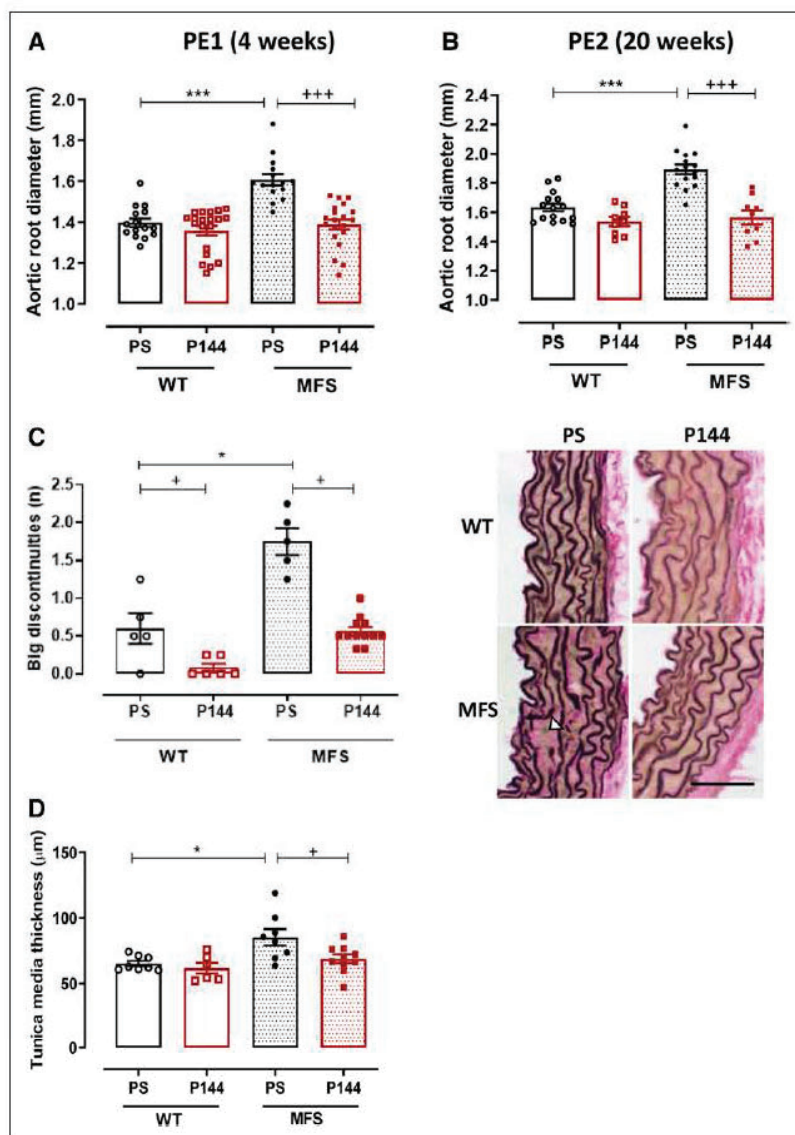 A PE1 (4 weeks)
*** +++
Aortic root diameter (mm)
2.0
1.8
1.6
1.4
1.2
1.0
PS P144 PS P144
WT MFS
B PE2 (20 weeks)
*** +++
Aortic root diameter (mm)
2.4
2.2
2.0
1.8
1.6
1.4
1.2
1.0
PS P144 PS P144
WT MFS
C
*
+ +
BIg discontinuities (n)
2.5
2.0
1.5
1.0
0.5
0.0
PS P144 PS P144
WT MFS
PS P144
WT
MFS
D
* +
Tunica media thickness (μm)
150
100
50
0
PS P144 PS P144
WT MFS